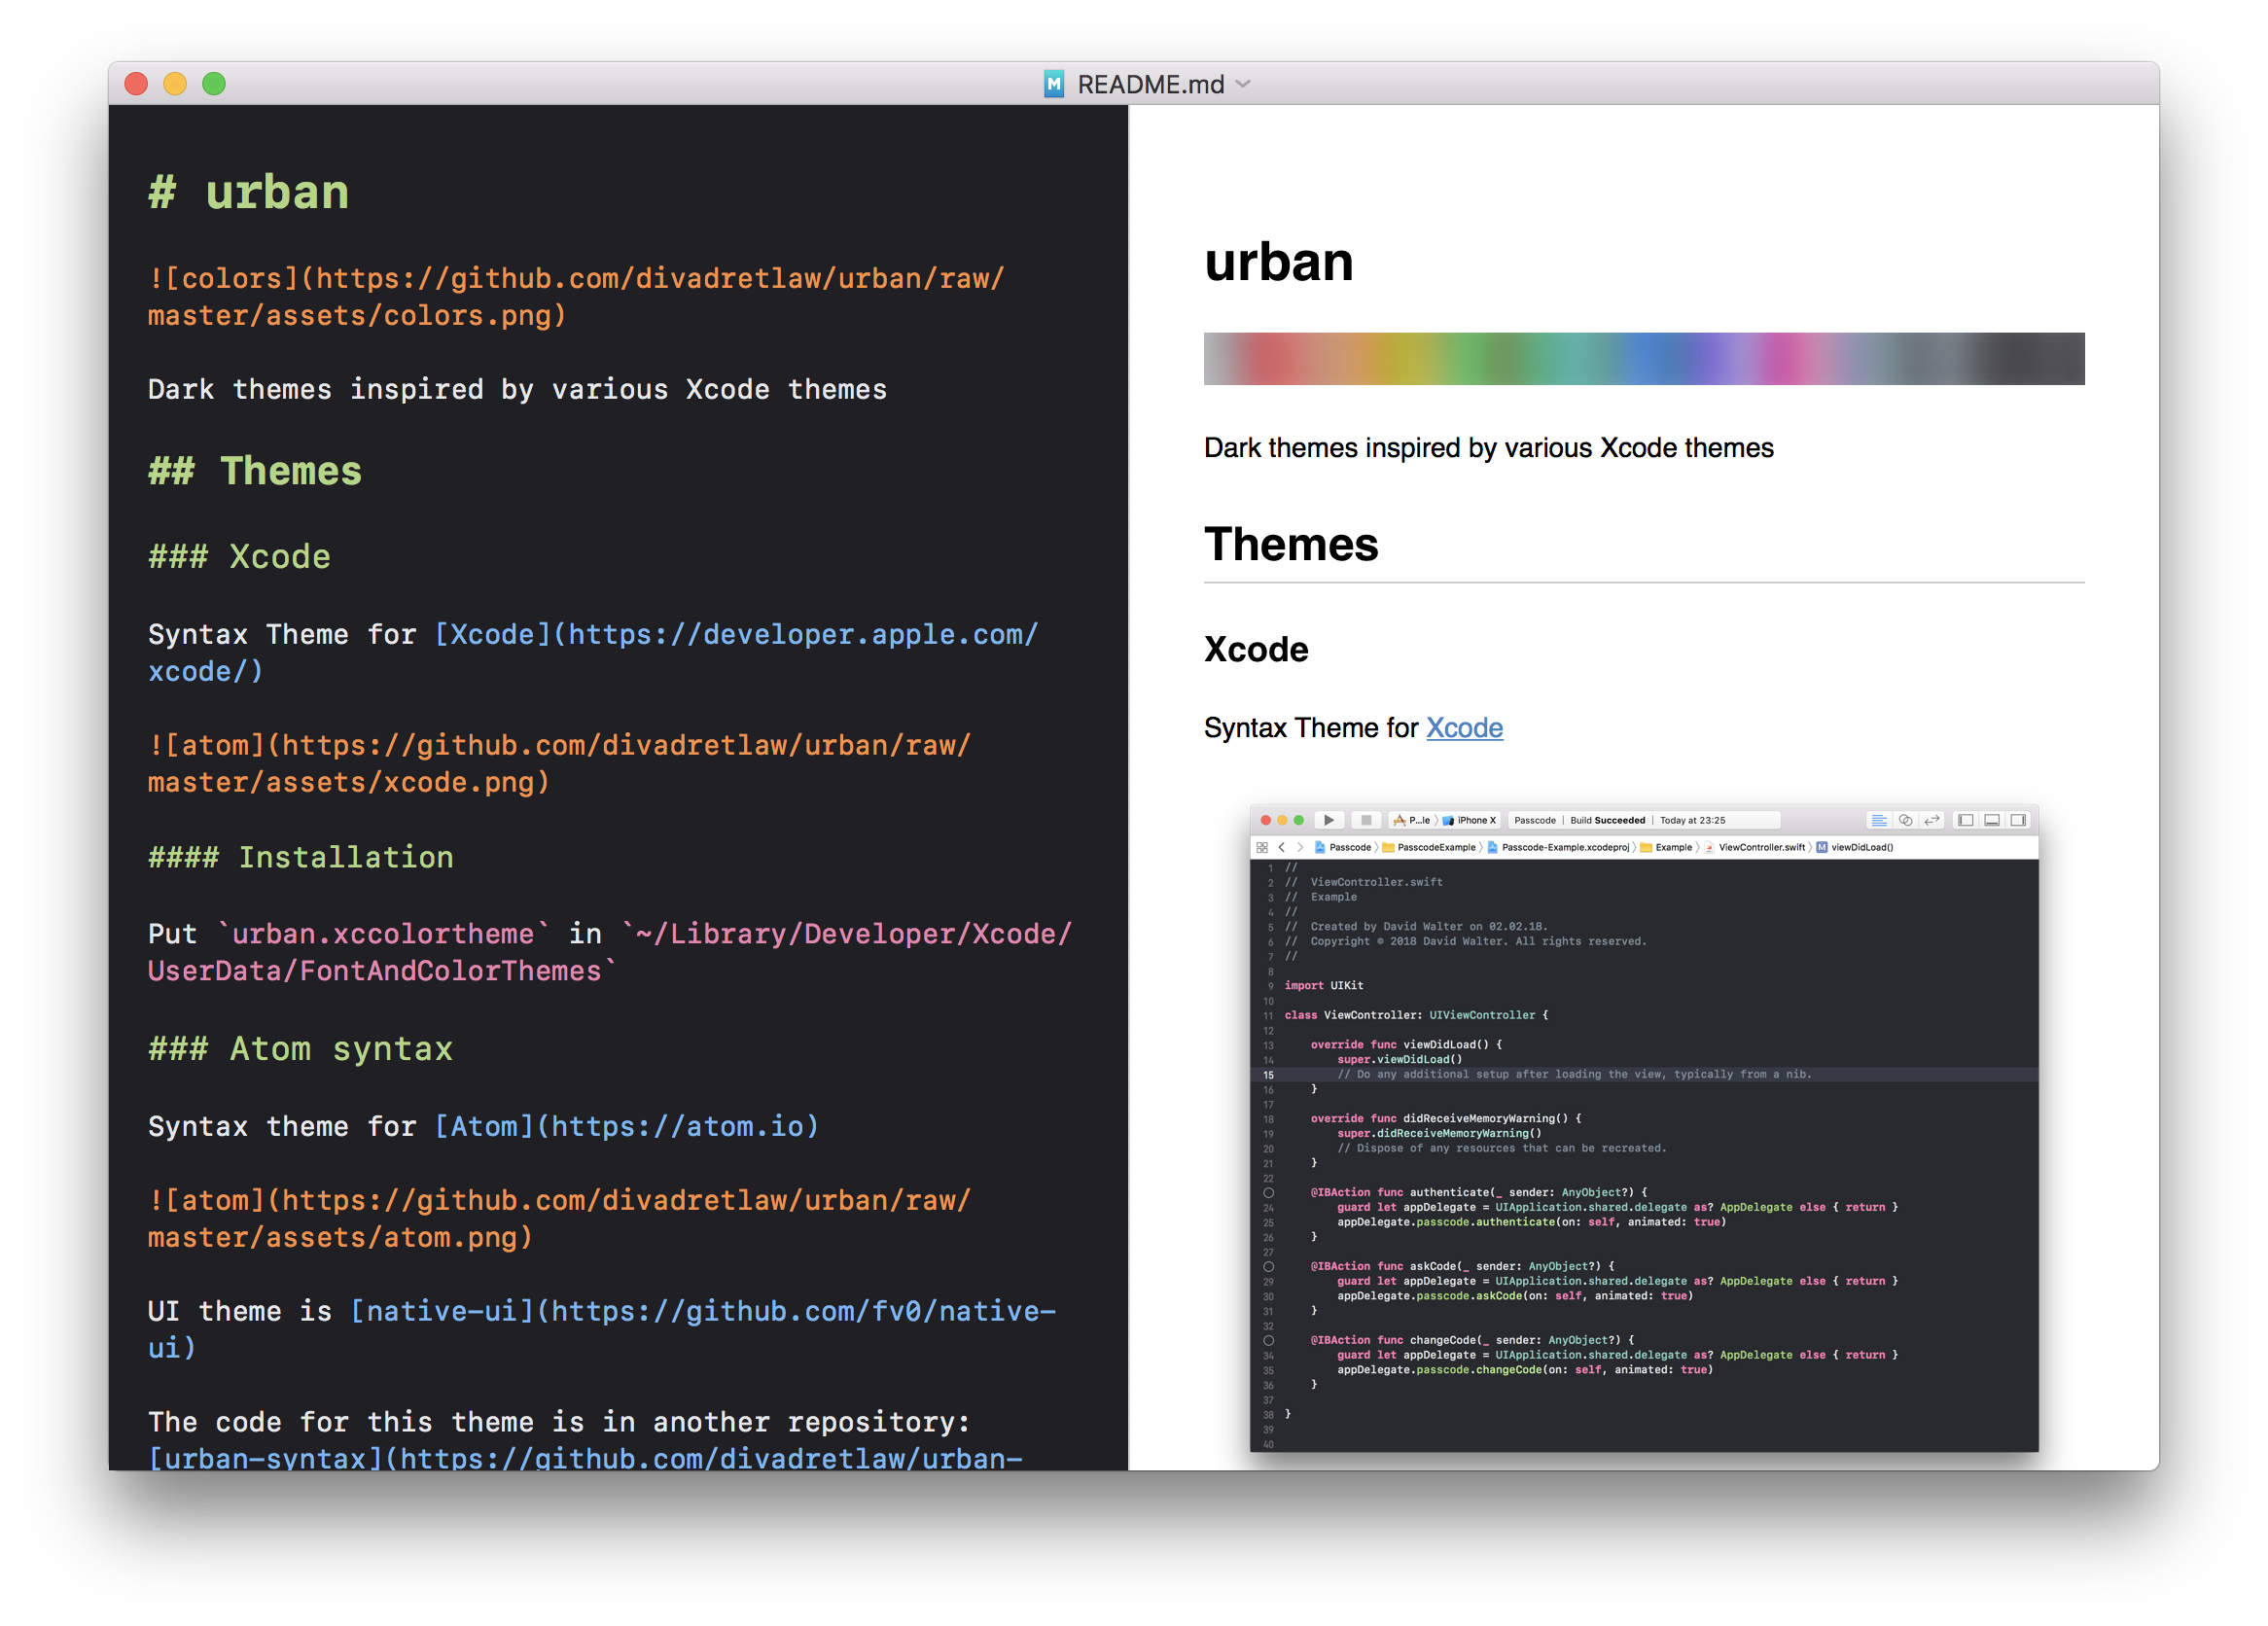 README.md
# urban
![colors](https://github.com/divadretlaw/urban/raw/
master/assets/colors.png)
Dark themes inspired by various Xcode themes
## Themes
### Xcode
Syntax Theme for [Xcode](https://developer.apple.com/
xcode/)
![atom](https://github.com/divadretlaw/urban/raw/
master/assets/xcode.png)
#### Installation
Put `urban.xccolortheme` in `~/Library/Developer/Xcode/
UserData/FontAndColorThemes`
### Atom syntax
Syntax theme for [Atom](https://atom.io)
![atom](https://github.com/divadretlaw/urban/raw/
master/assets/atom.png)
UI theme is [native-ui](https://github.com/fv0/native-
ui)
The code for this theme is in another repository:
[urban-syntax](https://github.com/divadretlaw/urban-
urban
Dark themes inspired by various Xcode themes
Themes
Xcode
Syntax Theme for Xcode
P...le 〉 iPhone X Passcode | Build Succeeded | Today at 23:25
Passcode 〉 PasscodeExample 〉 Passcode-Example.xcodeproj 〉 Example 〉 ViewController.swift 〉 M viewDidLoad()
1 //
2 //  ViewController.swift
3 //  Example
4 //
5 //  Created by David Walter on 02.02.18.
6 //  Copyright © 2018 David Walter. All rights reserved.
7 //
8
9 import UIKit
10
11 class ViewController: UIViewController {
12
13     override func viewDidLoad() {
14         super.viewDidLoad()
15         // Do any additional setup after loading the view, typically from a nib.
16     }
17
18     override func didReceiveMemoryWarning() {
19         super.didReceiveMemoryWarning()
20         // Dispose of any resources that can be recreated.
21     }
22
@IBAction func authenticate(_ sender: AnyObject?) {
24         guard let appDelegate = UIApplication.shared.delegate as? AppDelegate else { return }
25         appDelegate.passcode.authenticate(on: self, animated: true)
26     }
27
@IBAction func askCode(_ sender: AnyObject?) {
29         guard let appDelegate = UIApplication.shared.delegate as? AppDelegate else { return }
30         appDelegate.passcode.askCode(on: self, animated: true)
31     }
32
@IBAction func changeCode(_ sender: AnyObject?) {
34         guard let appDelegate = UIApplication.shared.delegate as? AppDelegate else { return }
35         appDelegate.passcode.changeCode(on: self, animated: true)
36     }
37
38 }
39
40